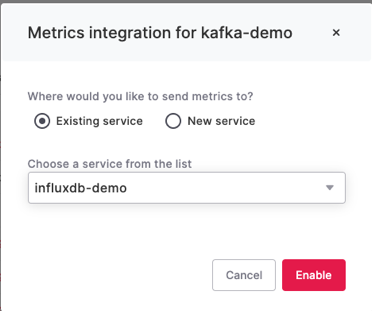 Metrics integration for kafka-demo ×
Where would you like to send metrics to?
Existing service New service
Choose a service from the list
influxdb-demo
Cancel Enable